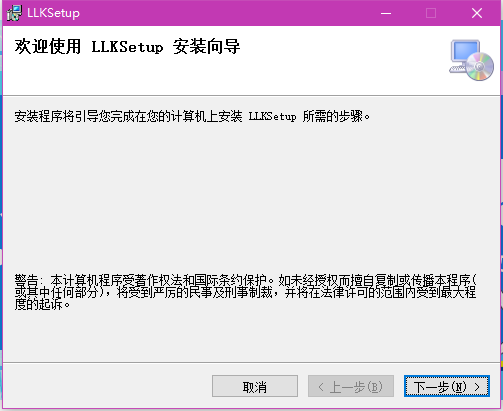 LLKSetup
欢迎使用 LLKSetup 安装向导
安装程序将引导您完成在您的计算机上安装 LLKSetup 所需的步骤。
警告: 本计算机程序受著作权法和国际条约保护。如未经授权而擅自复制或传播本程序(
或其中任何部分)，将受到严厉的民事及刑事制裁，并将在法律许可的范围内受到最大程
度的起诉。
取消
< 上一步(B)
下一步(N) >